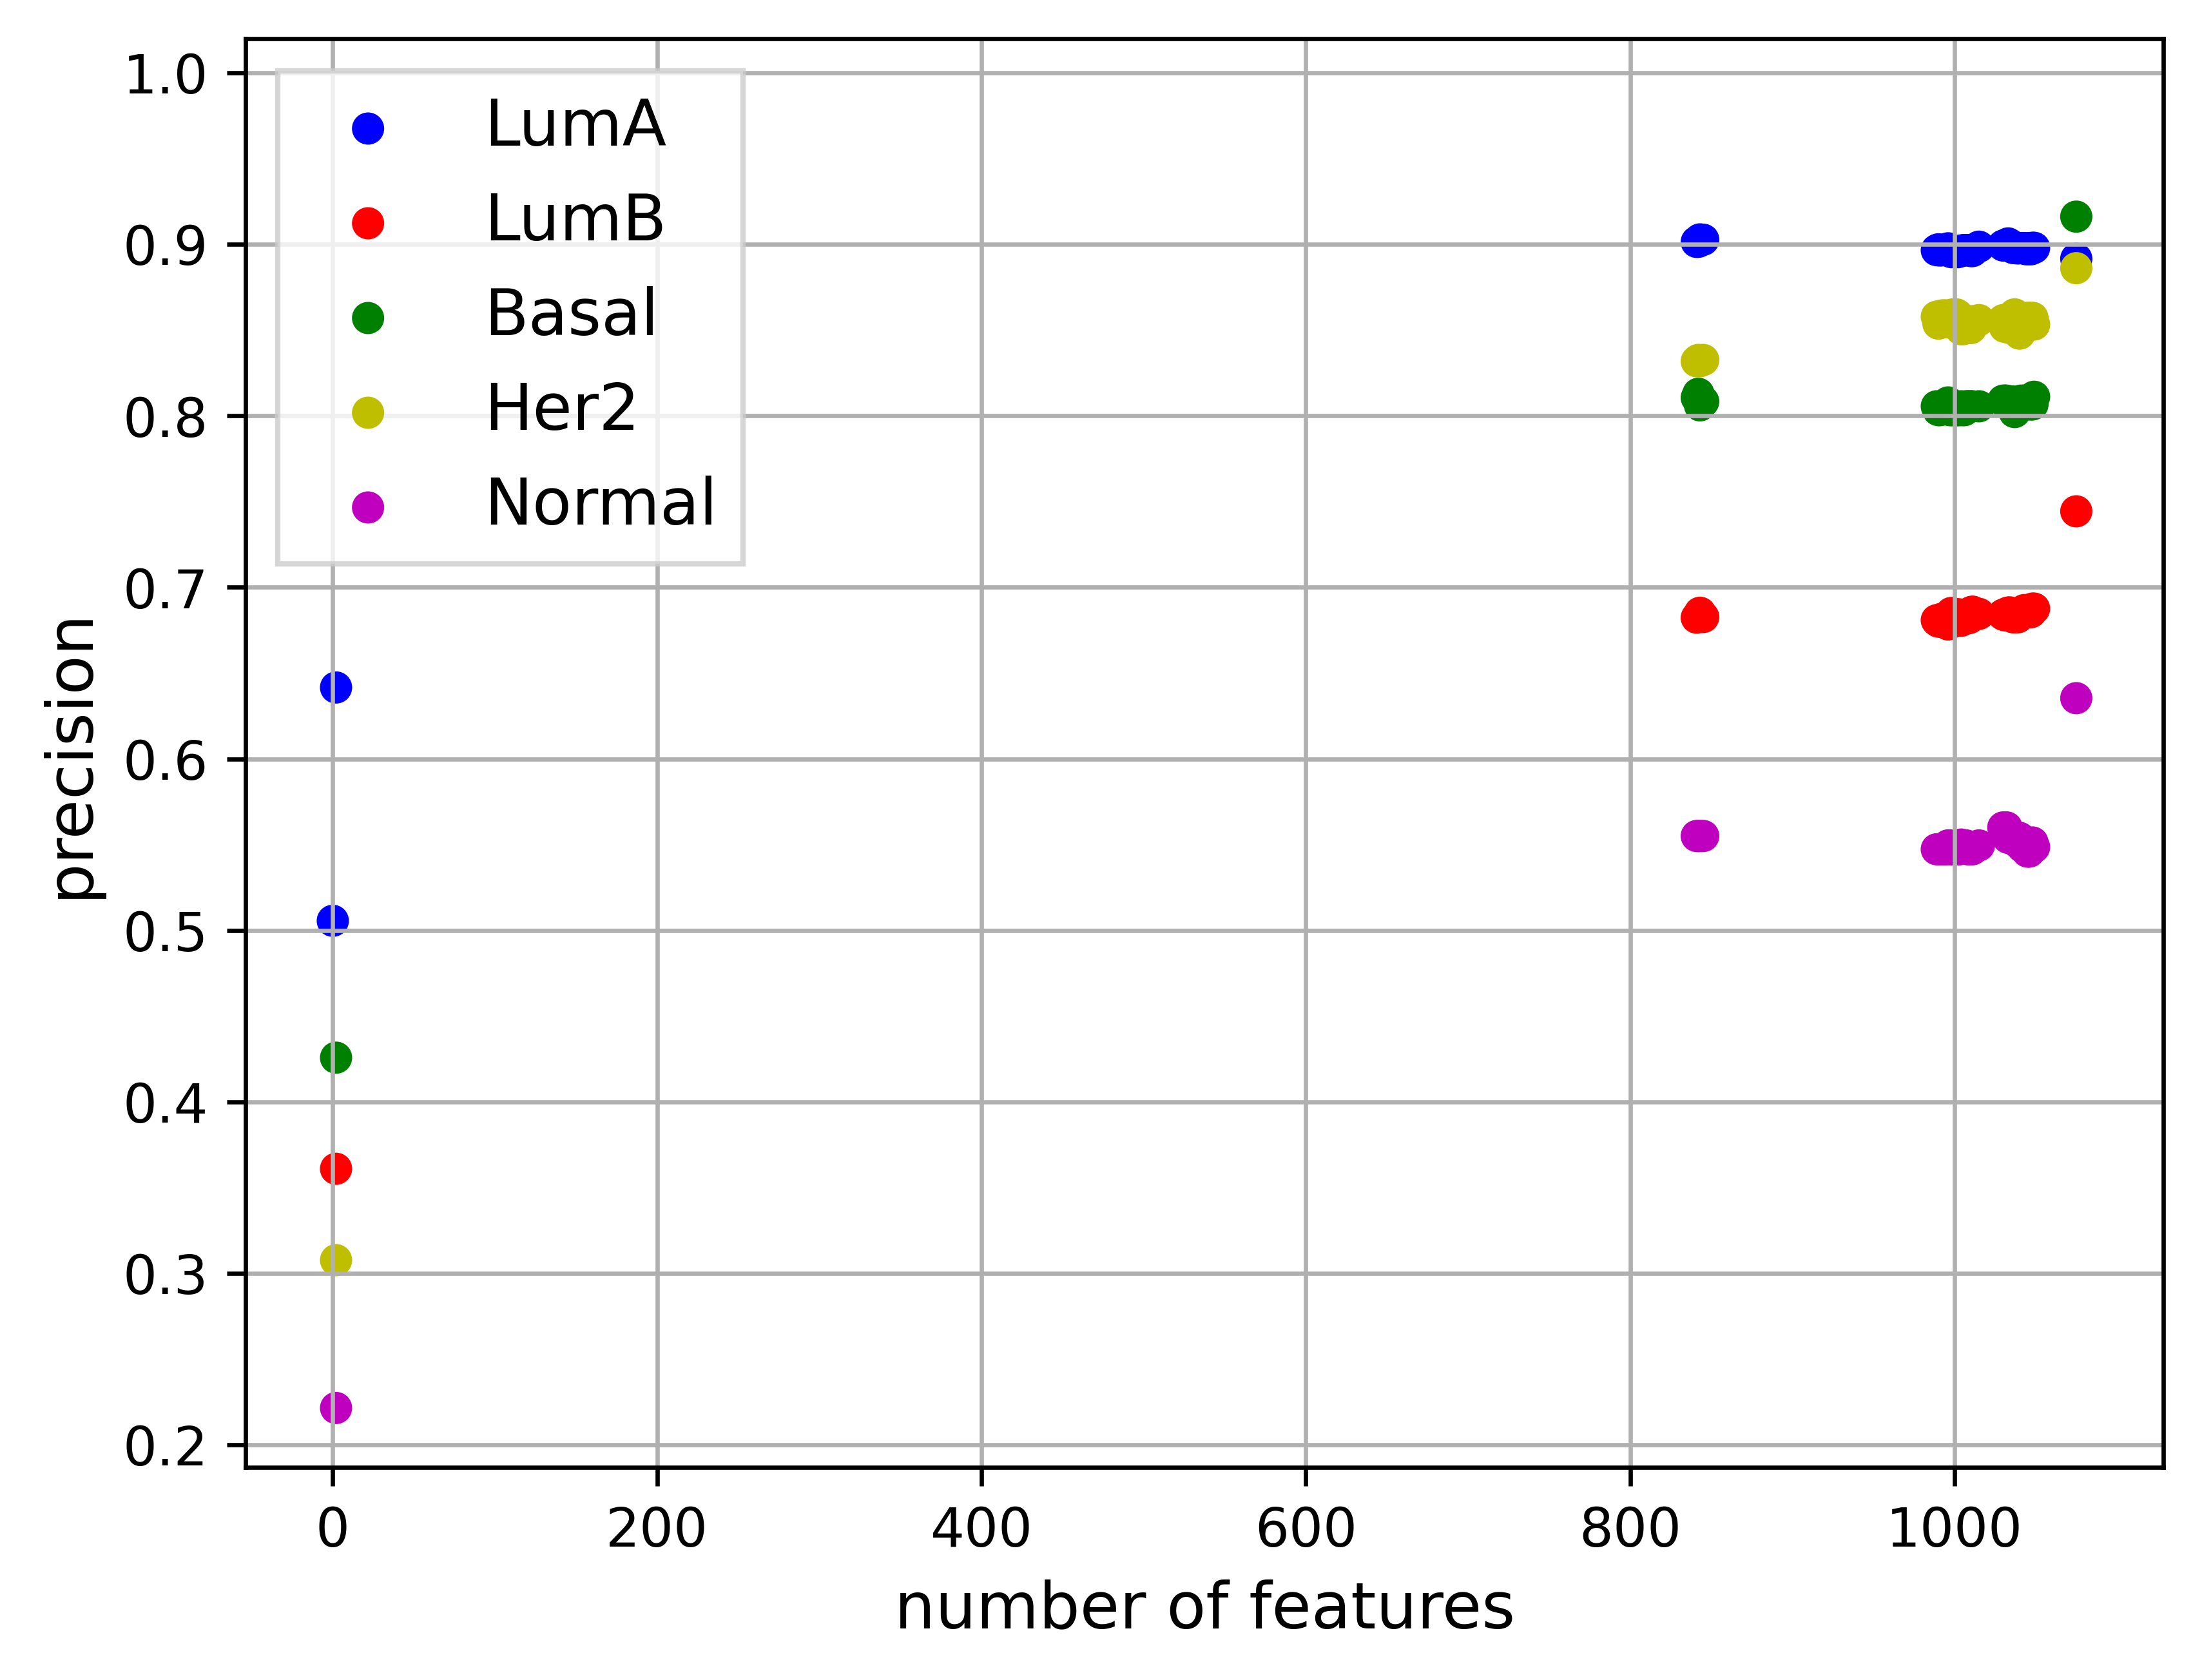 1.0
0.9
0.8
0.7
0.6
0.5
0.4
0.3
0.2
precision
LumA
LumB
Basal
Her2
Normal
0 200 400 600 800 1000
number of features